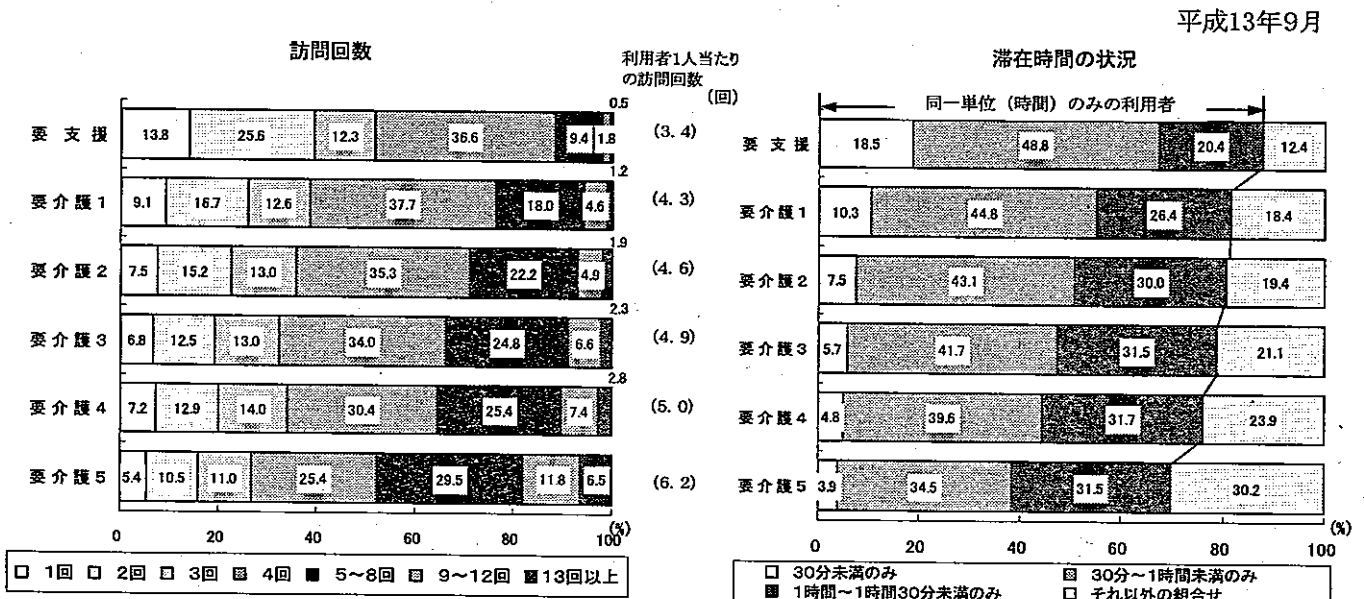 平成13年9月
訪問回数
利用者1人当たり
の訪問回数
(回)
要支援 13.8 25.6 12.3 36.6 9.4 1.8 0.5 (3.4)
要介護1 9.1 16.7 12.6 37.7 18.0 4.6 1.2 (4.3)
要介護2 7.5 15.2 13.0 35.3 22.2 4.9 1.9 (4.6)
要介護3 6.8 12.5 13.0 34.0 24.8 6.6 2.3 (4.9)
要介護4 7.2 12.9 14.0 30.4 25.4 7.4 2.8 (5.0)
要介護5 5.4 10.5 11.0 25.4 29.5 11.8 6.5 (6.2)
0 20 40 60 80 100 (%)
1回 2回 3回 4回 5~8回 9~12回 13回以上
滞在時間の状況
同一単位(時間)のみの利用者
要支援 18.5 48.8 20.4 12.4
要介護1 10.3 44.8 26.4 18.4
要介護2 7.5 43.1 30.0 19.4
要介護3 5.7 41.7 31.5 21.1
要介護4 4.8 39.6 31.7 23.9
要介護5 3.9 34.5 31.5 30.2
0 20 40 60 80 100 (%)
30分未満のみ 30分~1時間未満のみ
1時間~1時間30分未満のみ それ以外の組合せ